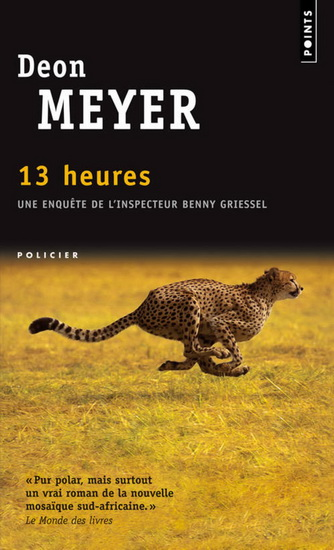 POINTS
Deon
MEYER
13 heures
UNE ENQUÊTE DE L'INSPECTEUR BENNY GRIESSEL
POLICIER
« Pur polar, mais surtout
un vrai roman de la nouvelle
mosaïque sud-africaine. »
Le Monde des livres